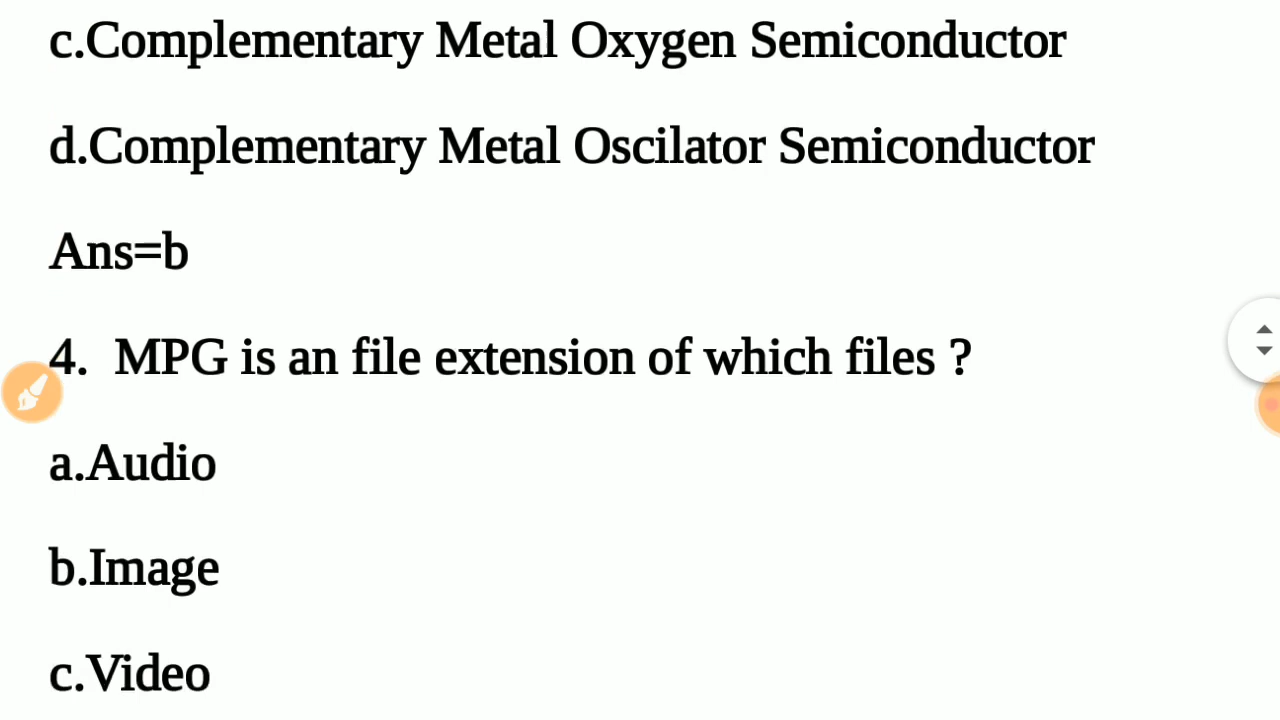 c.Complementary Metal Oxygen Semiconductor
d.Complementary Metal Oscilator Semiconductor
Ans=b
4. MPG is an file extension of which files ?
a.Audio
b.Image
c.Video